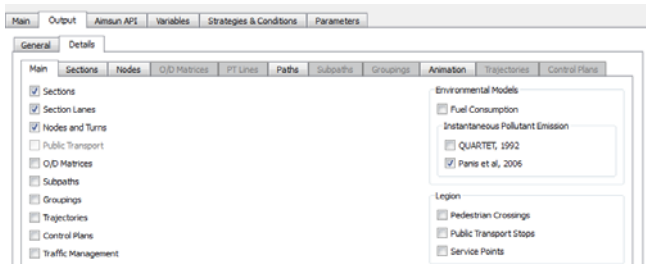 Main Output Aimsun API Variables Strategies & Conditions Parameters
General Details
Main Sections Nodes O/D Matrices PT Lines Paths Subpaths Groupings Animation Trajectories Control Plans
Sections
Section Lanes
Nodes and Turns
Public Transport
O/D Matrices
Subpaths
Groupings
Trajectories
Control Plans
Traffic Management
Environmental Models
Fuel Consumption
Instantaneous Pollutant Emission
QUARTET, 1992
Panis et al, 2006
Legion
Pedestrian Crossings
Public Transport Stops
Service Points